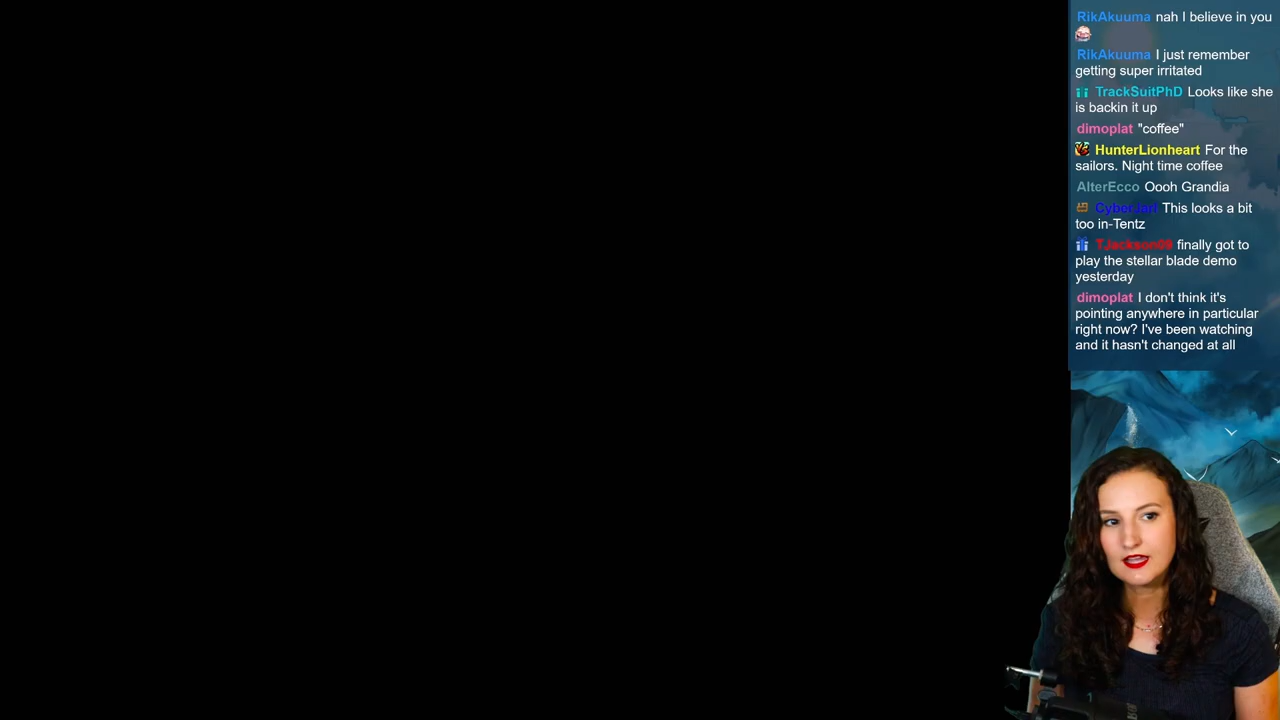 RikAkuuma nah I believe in you
RikAkuuma I just remember
getting super irritated
TrackSuitPhD Looks like she
is backin it up
dimoplat "coffee"
HunterLionheart For the
sailors. Night time coffee
AlterEcco Oooh Grandia
CyberJarl This looks a bit
too in-Tentz
TJackson09 finally got to
play the stellar blade demo
yesterday
dimoplat I don't think it's
pointing anywhere in particular
right now? I've been watching
and it hasn't changed at all